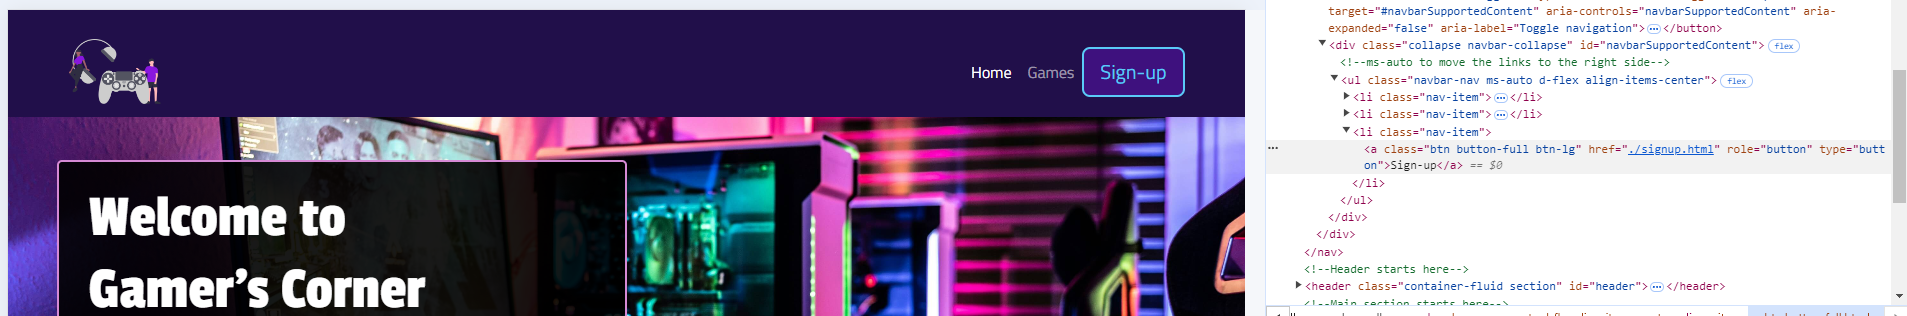 Home Games Sign-up
Welcome to
Gamer's Corner
target="#navbarSupportedContent" aria-controls="navbarSupportedContent" aria-
expanded="false" aria-label="Toggle navigation">…</button>
<div class="collapse navbar-collapse" id="navbarSupportedContent"> flex
<!--ms-auto to move the links to the right side-->
<ul class="navbar-nav ms-auto d-flex align-items-center"> flex
<li class="nav-item">…</li>
<li class="nav-item">…</li>
<li class="nav-item">
<a class="btn button-full btn-lg" href="./signup.html" role="button" type="butt
on">Sign-up</a> == $0
</li>
</ul>
</div>
</div>
</nav>
<!--Header starts here-->
<header class="container-fluid section" id="header">…</header>
<!--Main section starts here-->